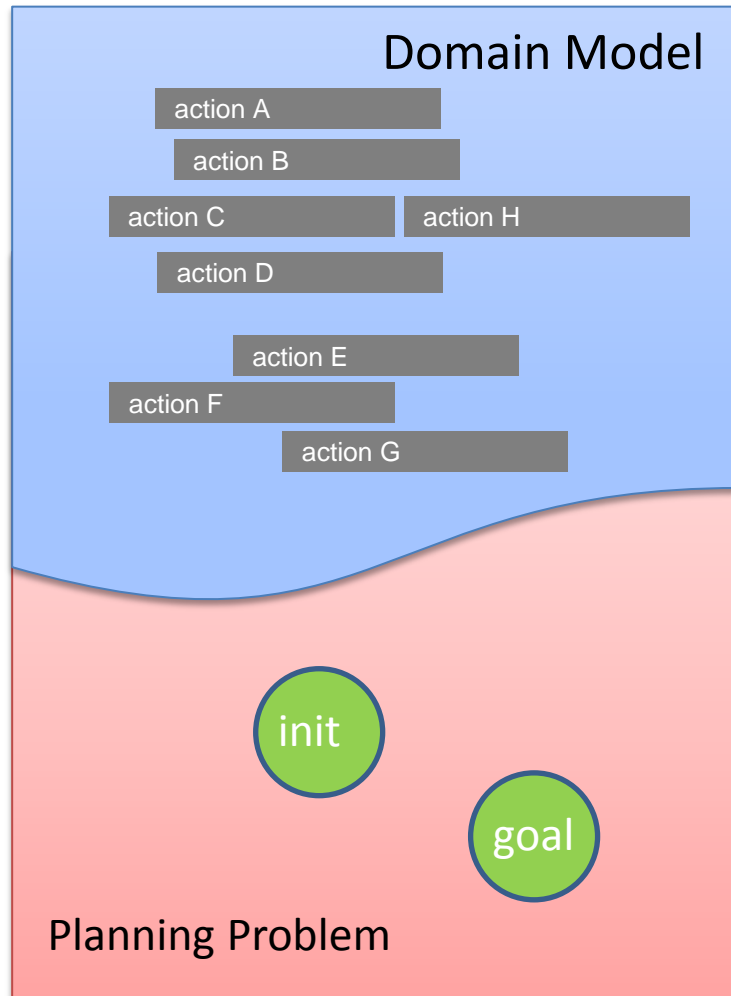 Domain Model
action A
action B
action C
action H
action D
action E
action F
action G
init
goal
Planning Problem